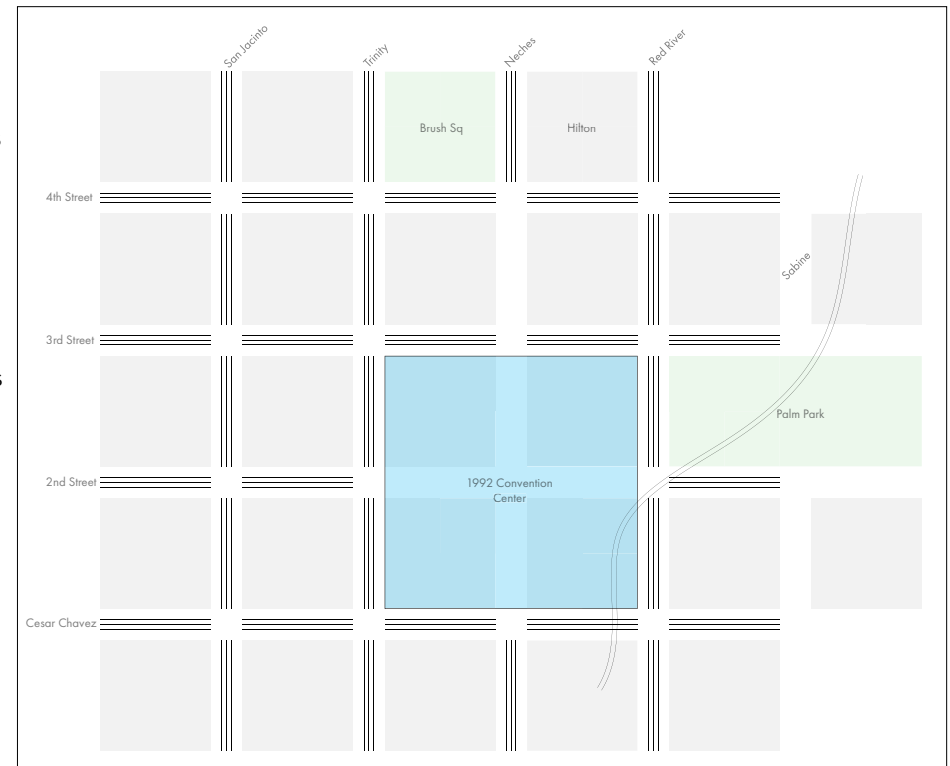 San Jacinto
Trinity
Neches
Red River
Brush Sq
Hilton
4th Street
Sabine
3rd Street
Palm Park
2nd Street
1992 Convention
Center
Cesar Chavez